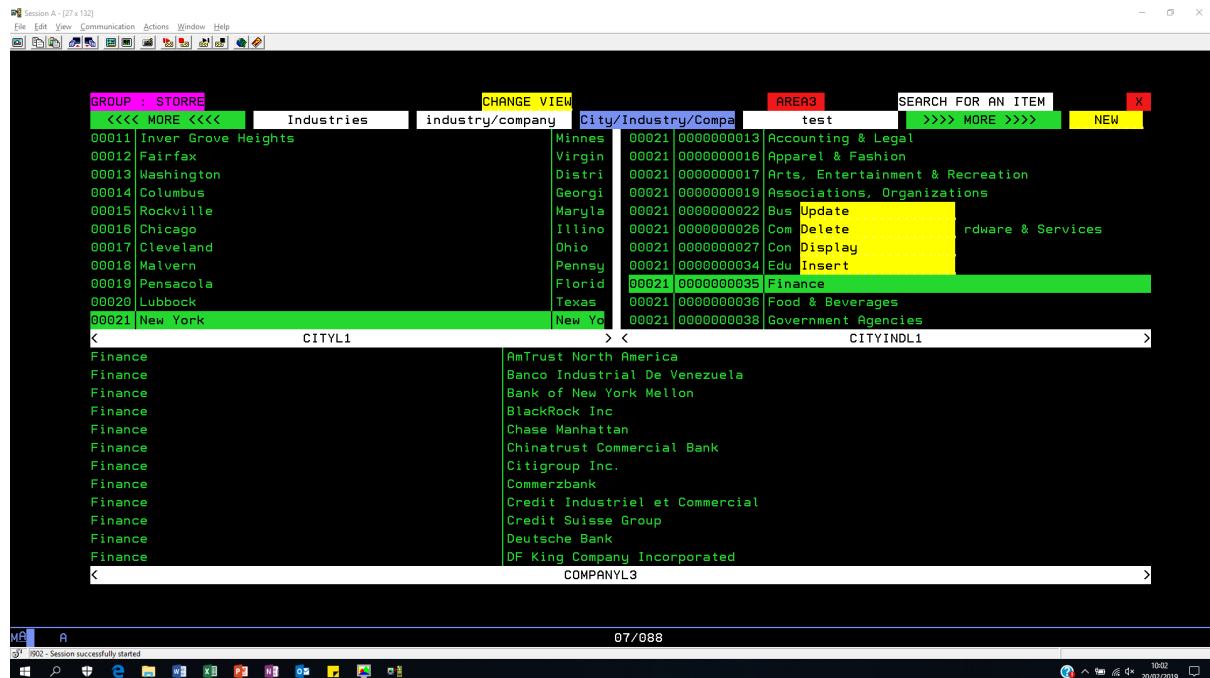 Session A - [27 x 132]
File Edit View Communication Actions Window Help
GROUP : STORRE CHANGE VIEW AREA3 SEARCH FOR AN ITEM X
<<<< MORE <<<< Industries industry/company City/Industry/Compa test >>>> MORE >>>> NEW
00011 Inver Grove Heights Minnes 00021 0000000013 Accounting & Legal
00012 Fairfax Virgin 00021 0000000016 Apparel & Fashion
00013 Washington Distri 00021 0000000017 Arts, Entertainment & Recreation
00014 Columbus Georgi 00021 0000000019 Associations, Organizations
00015 Rockville Maryla 00021 0000000022 Bus Update
00016 Chicago Illino 00021 0000000026 Com Delete rdware & Services
00017 Cleveland Ohio 00021 0000000027 Con Display
00018 Malvern Pennsy 00021 0000000034 Edu Insert
00019 Pensacola Florid 00021 0000000035 Finance
00020 Lubbock Texas 00021 0000000036 Food & Beverages
00021 New York New Yo 00021 0000000038 Government Agencies
< CITYL1 > < CITYINDL1 >
Finance AmTrust North America
Finance Banco Industrial De Venezuela
Finance Bank of New York Mellon
Finance BlackRock Inc
Finance Chase Manhattan
Finance Chinatrust Commercial Bank
Finance Citigroup Inc.
Finance Commerzbank
Finance Credit Industriel et Commercial
Finance Credit Suisse Group
Finance Deutsche Bank
Finance DF King Company Incorporated
< COMPANYL3 >
MA A 07/088
I902 - Session successfully started
10:02
20/02/2019